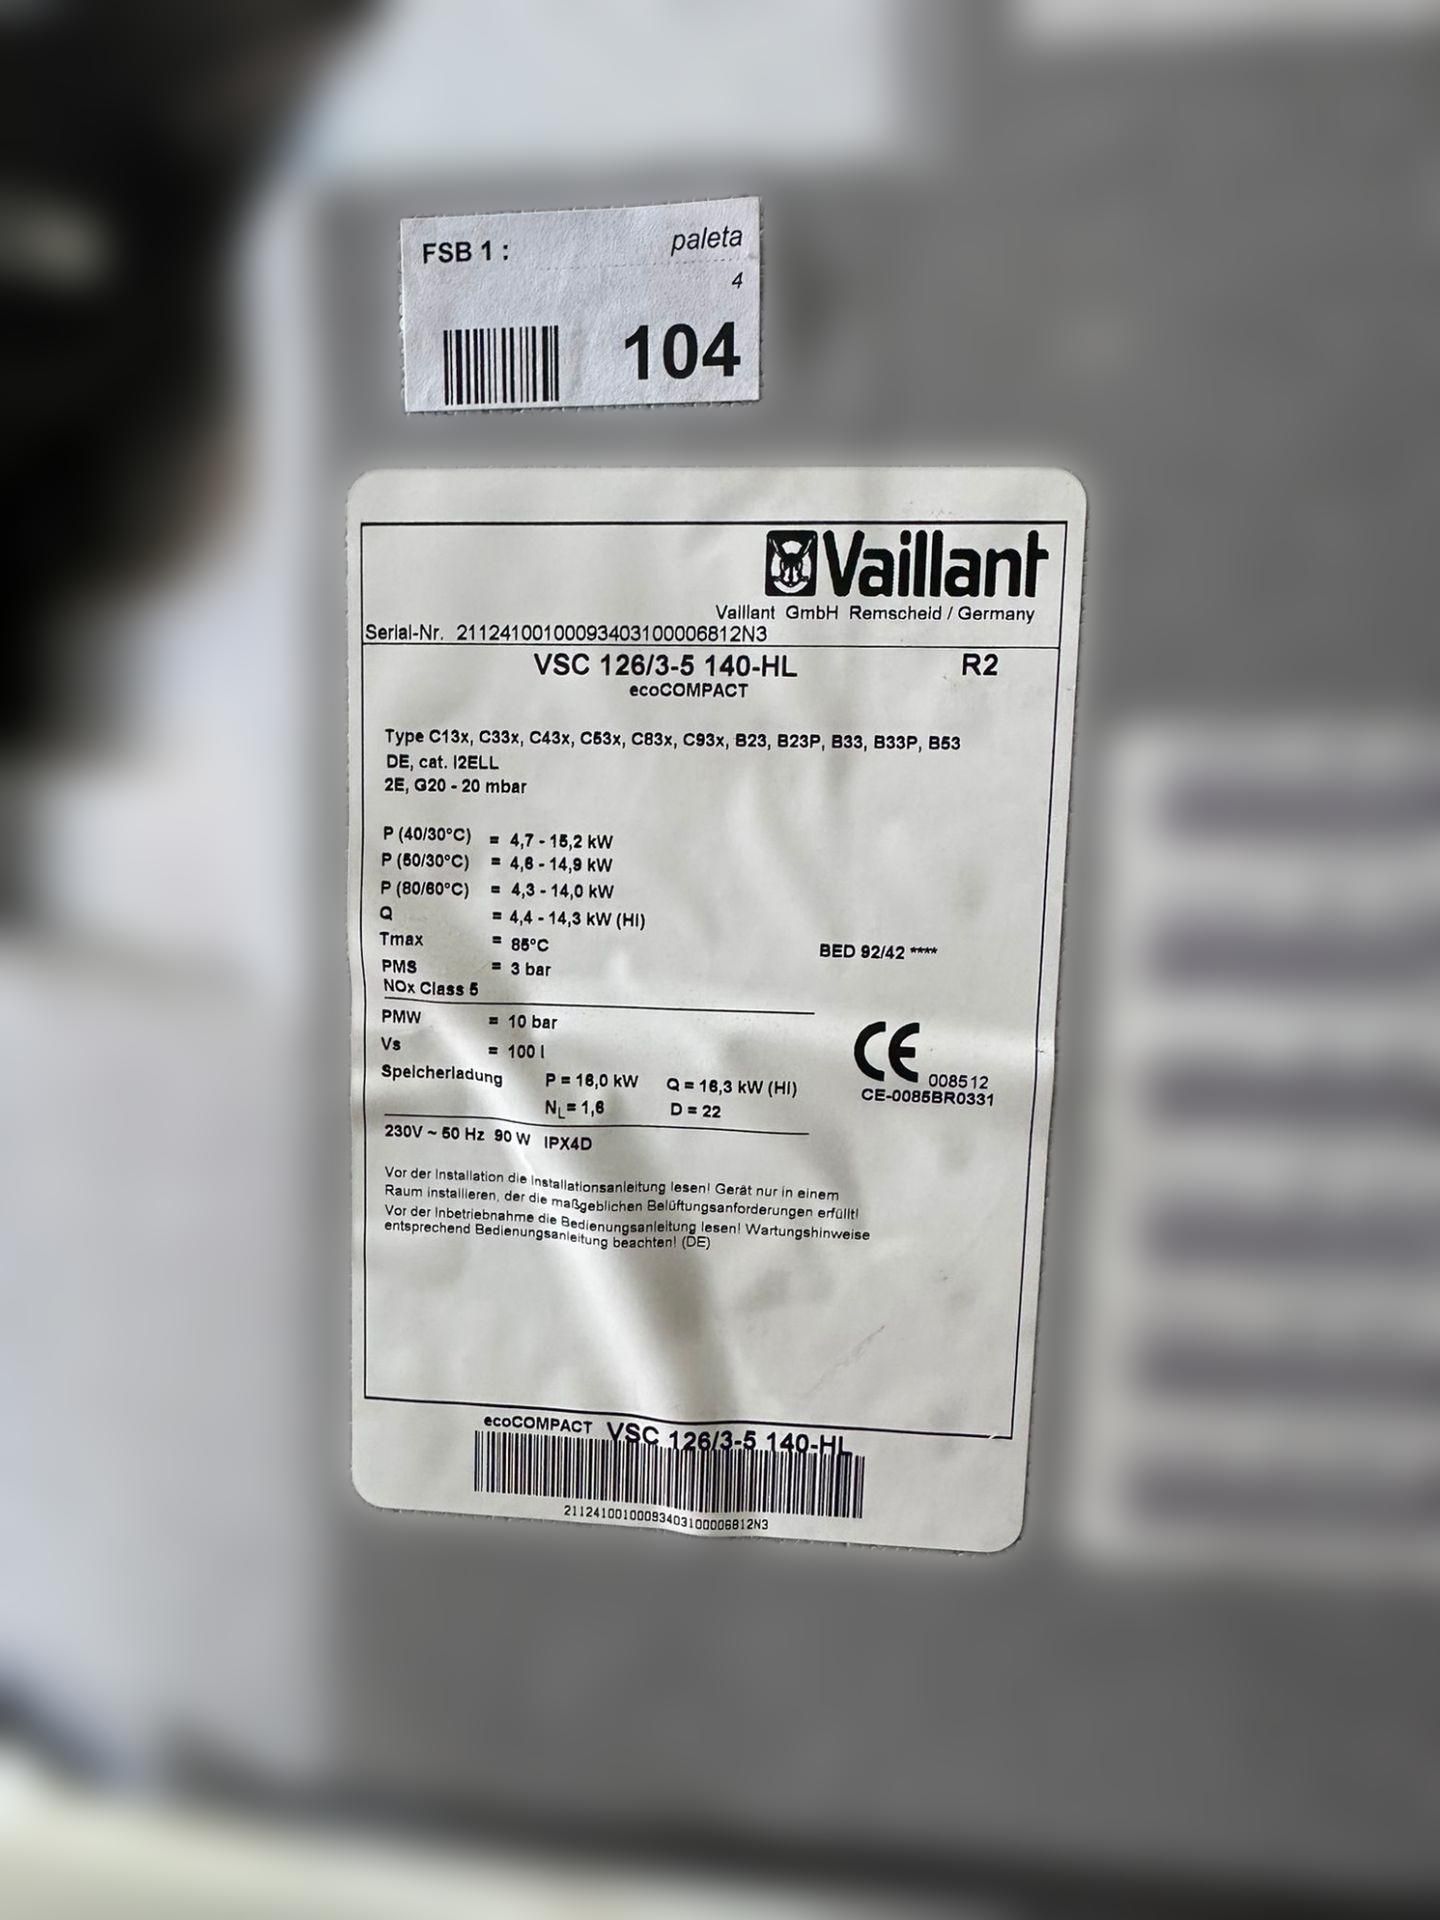 FSB 1 : paleta
4
104
Vaillant
Vaillant GmbH Remscheid / Germany
Serial-Nr. 21124100100093403100006812N3
VSC 126/3-5 140-HL R2
ecoCOMPACT
Type C13x, C33x, C43x, C53x, C83x, C93x, B23, B23P, B33, B33P, B53
DE, cat. I2ELL
2E, G20 - 20 mbar
P (40/30°C) = 4,7 - 15,2 kW
P (50/30°C) = 4,6 - 14,9 kW
P (80/60°C) = 4,3 - 14,0 kW
Q = 4,4 - 14,3 kW (HI)
Tmax = 85°C
BED 92/42 ****
PMS = 3 bar
NOx Class 5
PMW = 10 bar
Vs = 100 l
CE 008512
CE-0085BR0331
Speicherladung P = 16,0 kW Q = 16,3 kW (HI)
NL = 1,6 D = 22
230V ~ 50 Hz 90 W IPX4D
Vor der Installation die Installationsanleitung lesen! Gerät nur in einem
Raum installieren, der die maßgeblichen Belüftungsanforderungen erfüllt!
Vor der Inbetriebnahme die Bedienungsanleitung lesen! Wartungshinweise
entsprechend Bedienungsanleitung beachten! (DE)
ecoCOMPACT VSC 126/3-5 140-HL
21124100100093403100006812N3